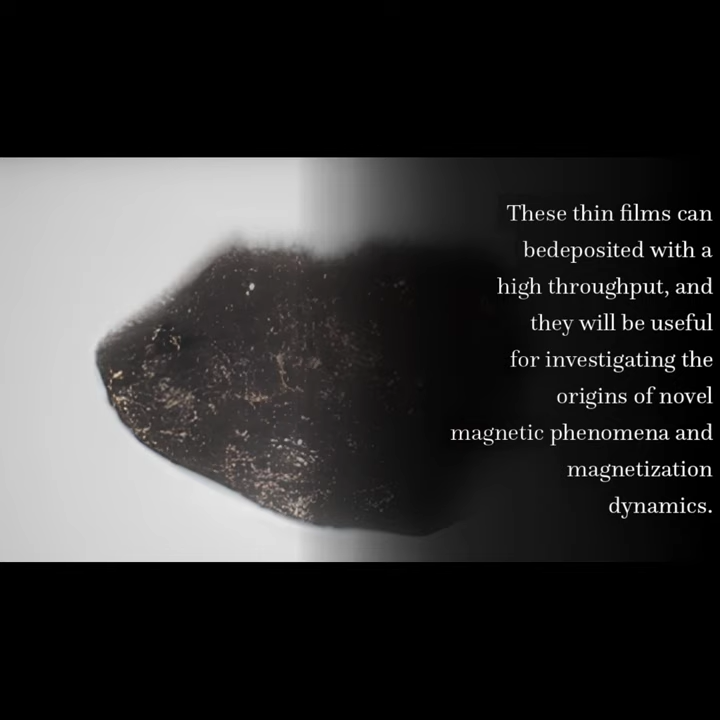 These thin films can
bedeposited with a
high throughput, and
they will be useful
for investigating the
origins of novel
magnetic phenomena and
magnetization
dynamics.